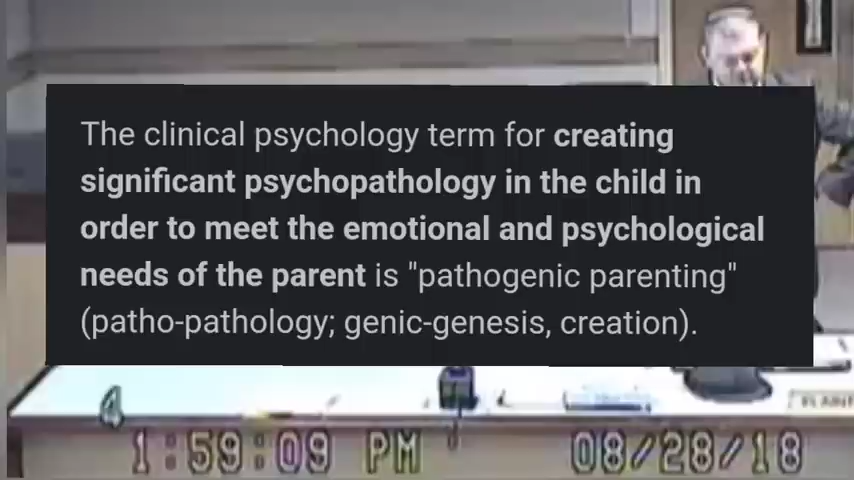 The clinical psychology term for creating
significant psychopathology in the child in
order to meet the emotional and psychological
needs of the parent is "pathogenic parenting"
(patho-pathology; genic-genesis, creation).
4
1:59:09 PM 08/28/18